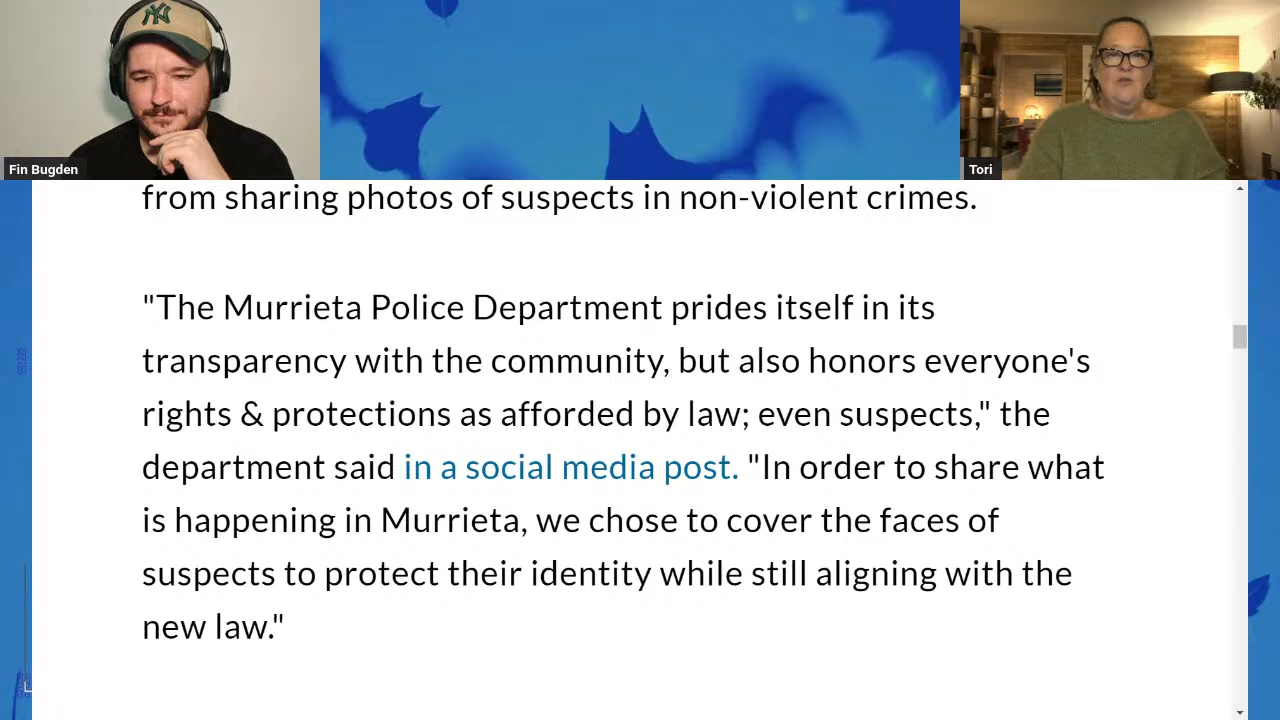 Fin Bugden
Tori
from sharing photos of suspects in non-violent crimes.
"The Murrieta Police Department prides itself in its
transparency with the community, but also honors everyone's
rights & protections as afforded by law; even suspects," the
department said in a social media post. "In order to share what
is happening in Murrieta, we chose to cover the faces of
suspects to protect their identity while still aligning with the
new law."